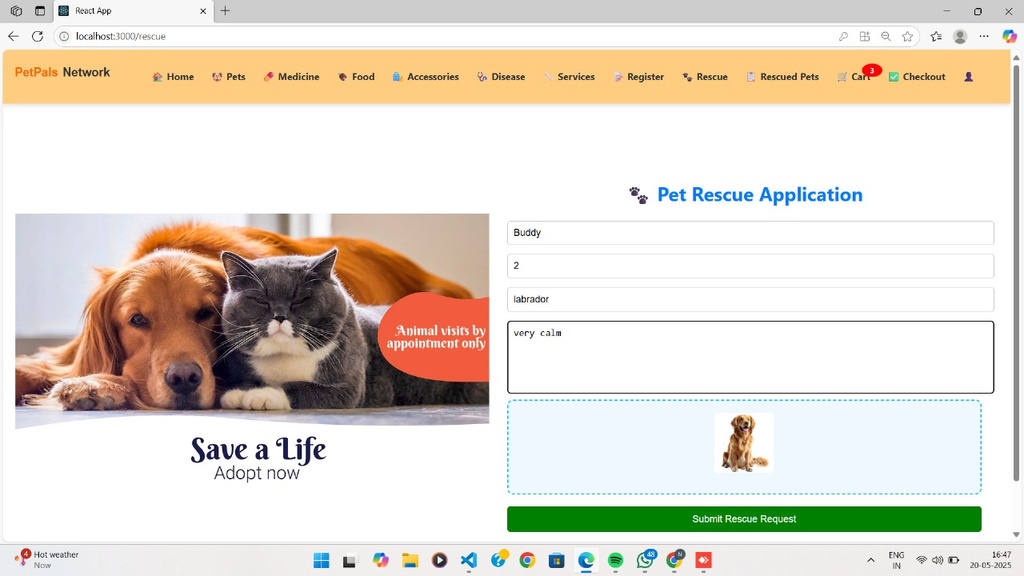 React App
localhost:3000/rescue
PetPals Network
Home
Pets
Medicine
Food
Accessories
Disease
Services
Register
Rescue
Rescued Pets
Cart
3
Checkout
Pet Rescue Application
Buddy
2
labrador
very calm
Animal visits by
appointment only
Save a Life
Adopt now
Submit Rescue Request
4
Hot weather
Now
48
N
ENG
IN
16:47
20-05-2025